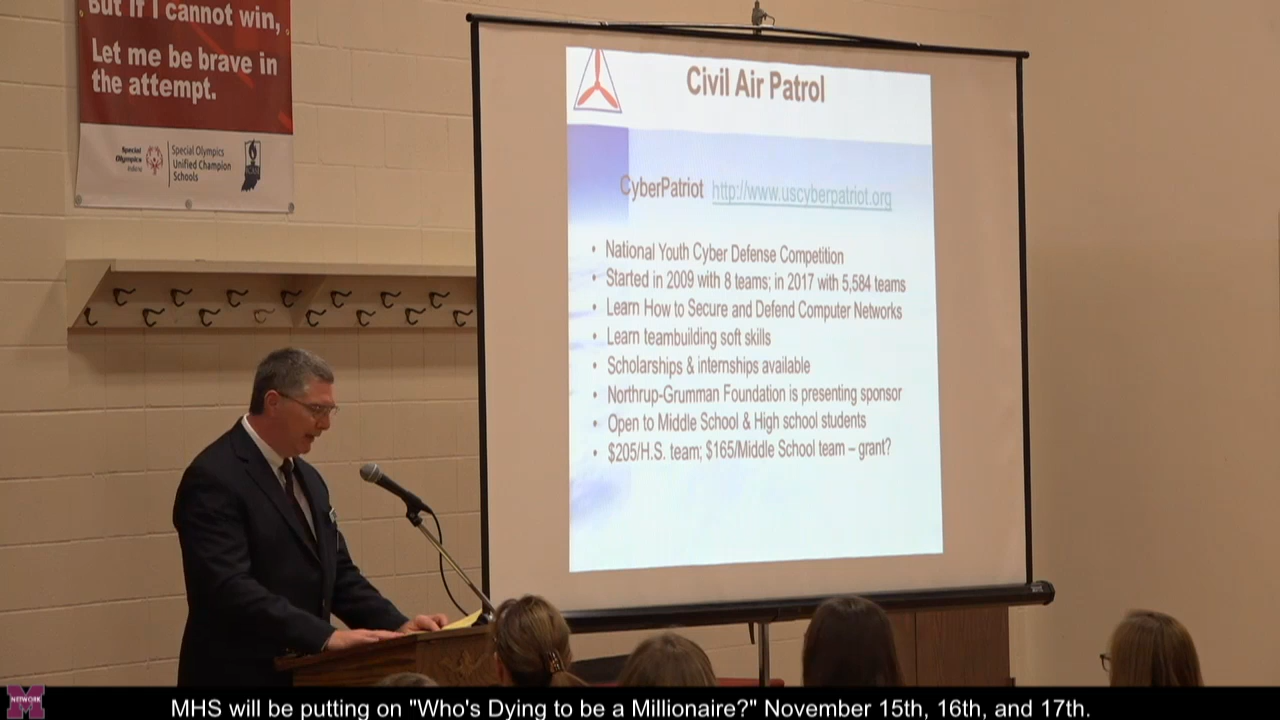 But if I cannot win,
Let me be brave in
the attempt.
Special
Olympics
Indiana
Special Olympics
Unified Champion
Schools
Civil Air Patrol
CyberPatriot http://www.uscyberpatriot.org
• National Youth Cyber Defense Competition
• Started in 2009 with 8 teams; in 2017 with 5,584 teams
• Learn How to Secure and Defend Computer Networks
• Learn teambuilding soft skills
• Scholarships & internships available
• Northrup-Grumman Foundation is presenting sponsor
• Open to Middle School & High school students
• $205/H.S. team; $165/Middle School team – grant?
M
NETWORK
MHS will be putting on "Who's Dying to be a Millionaire?" November 15th, 16th, and 17th.